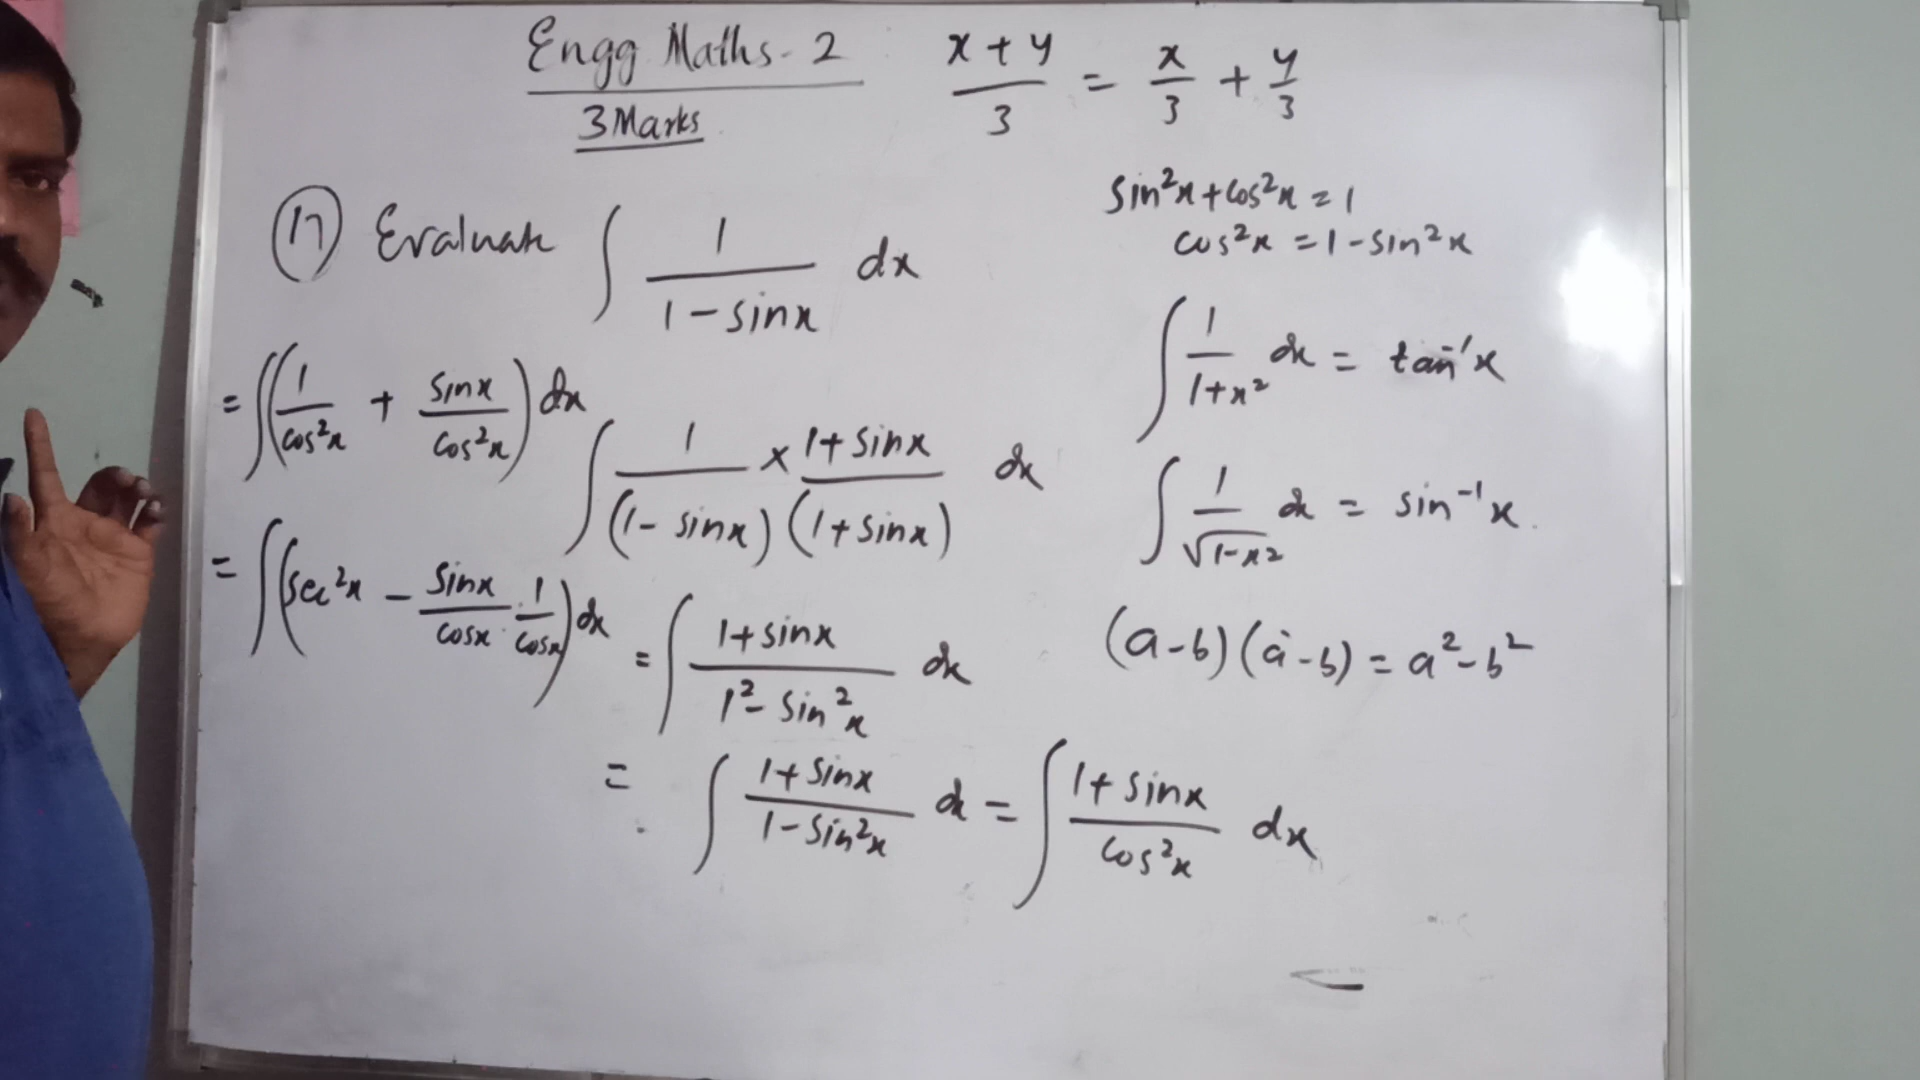 Engg Maths-2
3 Marks
x+y/3 = x/3 + y/3
sin²x+cos²x = 1
cos²x = 1-sin²x
17 Evaluate ∫ 1/(1-sinx) dx
∫ 1/(1+x²) dx = tan⁻¹x
= ∫(1/cos²x + sinx/cos²x) dx
∫ 1/(1-sinx) × 1+sinx/(1+sinx) dx
∫ 1/√(1-x²) dx = sin⁻¹x.
= ∫(sec²x - sinx/cosx · 1/cosx) dx
= ∫ (1+sinx)/(1²-sin²x) dx
(a-b)(a-b) = a²-b²
= ∫ (1+sinx)/(1-sin²x) dx = ∫ (1+sinx)/cos²x dx